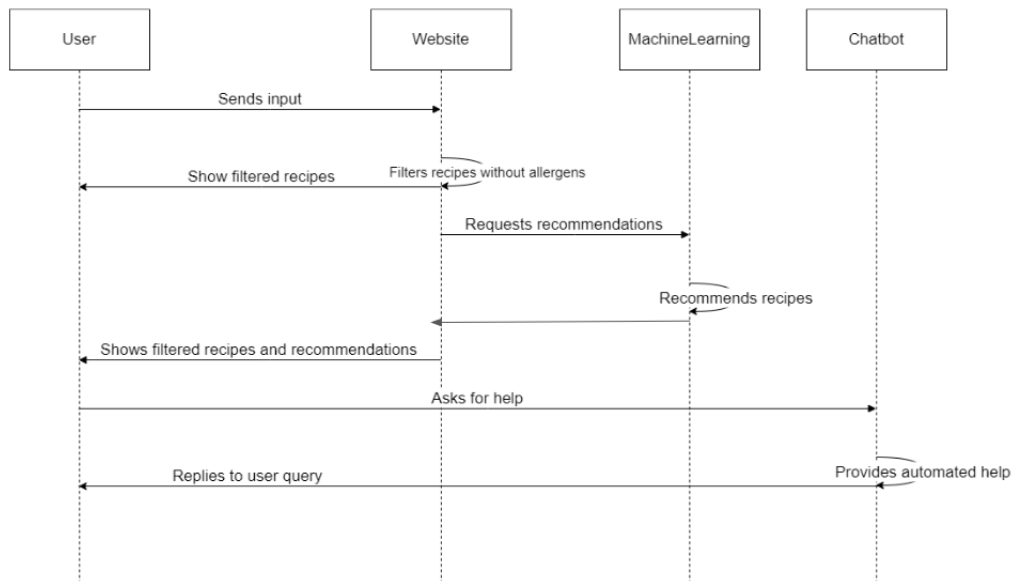 User
Website
MachineLearning
Chatbot
Sends input
Filters recipes without allergens
Show filtered recipes
Requests recommendations
Recommends recipes
Shows filtered recipes and recommendations
Asks for help
Provides automated help
Replies to user query